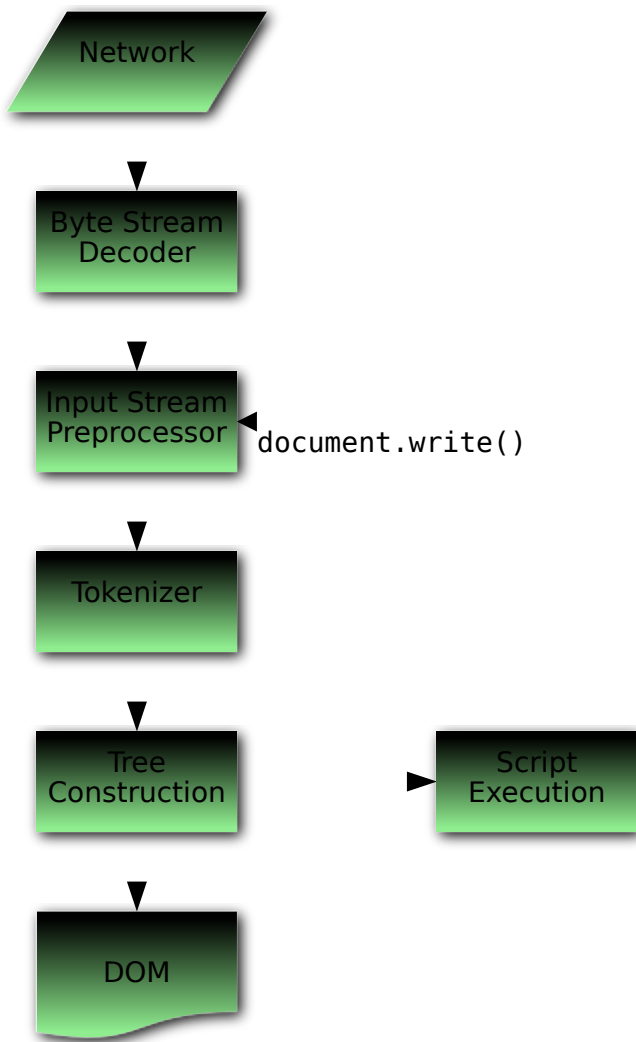 Network
Byte Stream
Decoder
Input Stream
Preprocessor
document.write()
Tokenizer
Tree
Construction
Script
Execution
DOM